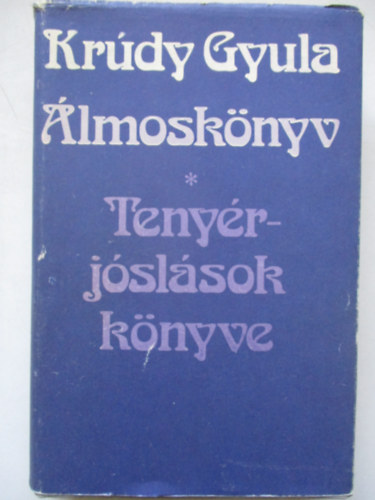 Krúdy Gyula
Álmoskönyv
*
Tenyér-
jóslások
könyve